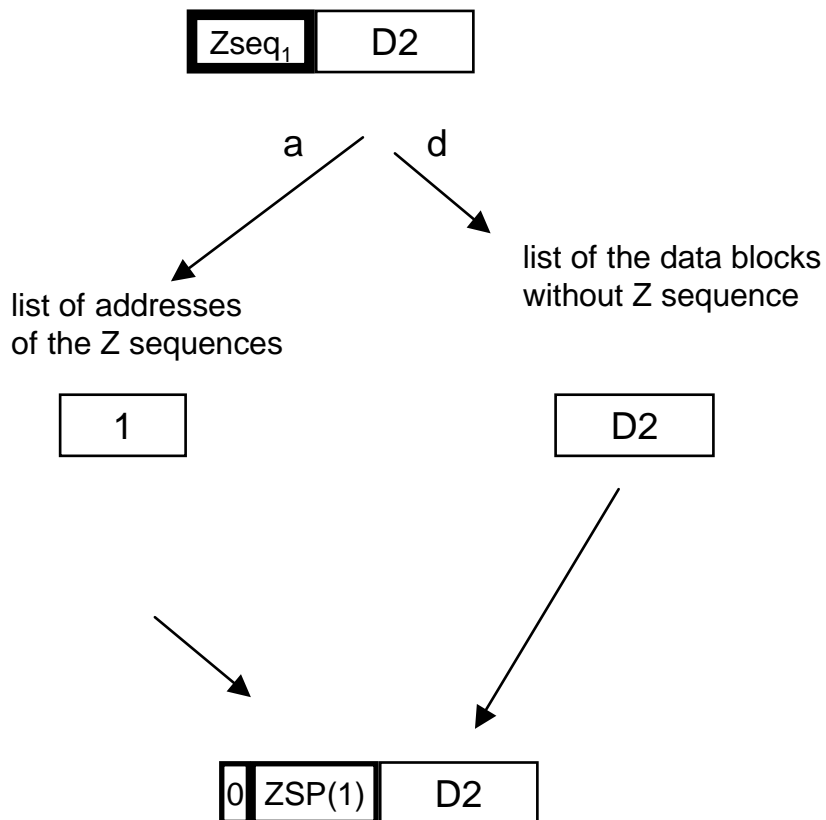 Zseq₁ D2
a d
list of the data blocks
without Z sequence
list of addresses
of the Z sequences
1 D2
0 ZSP(1) D2